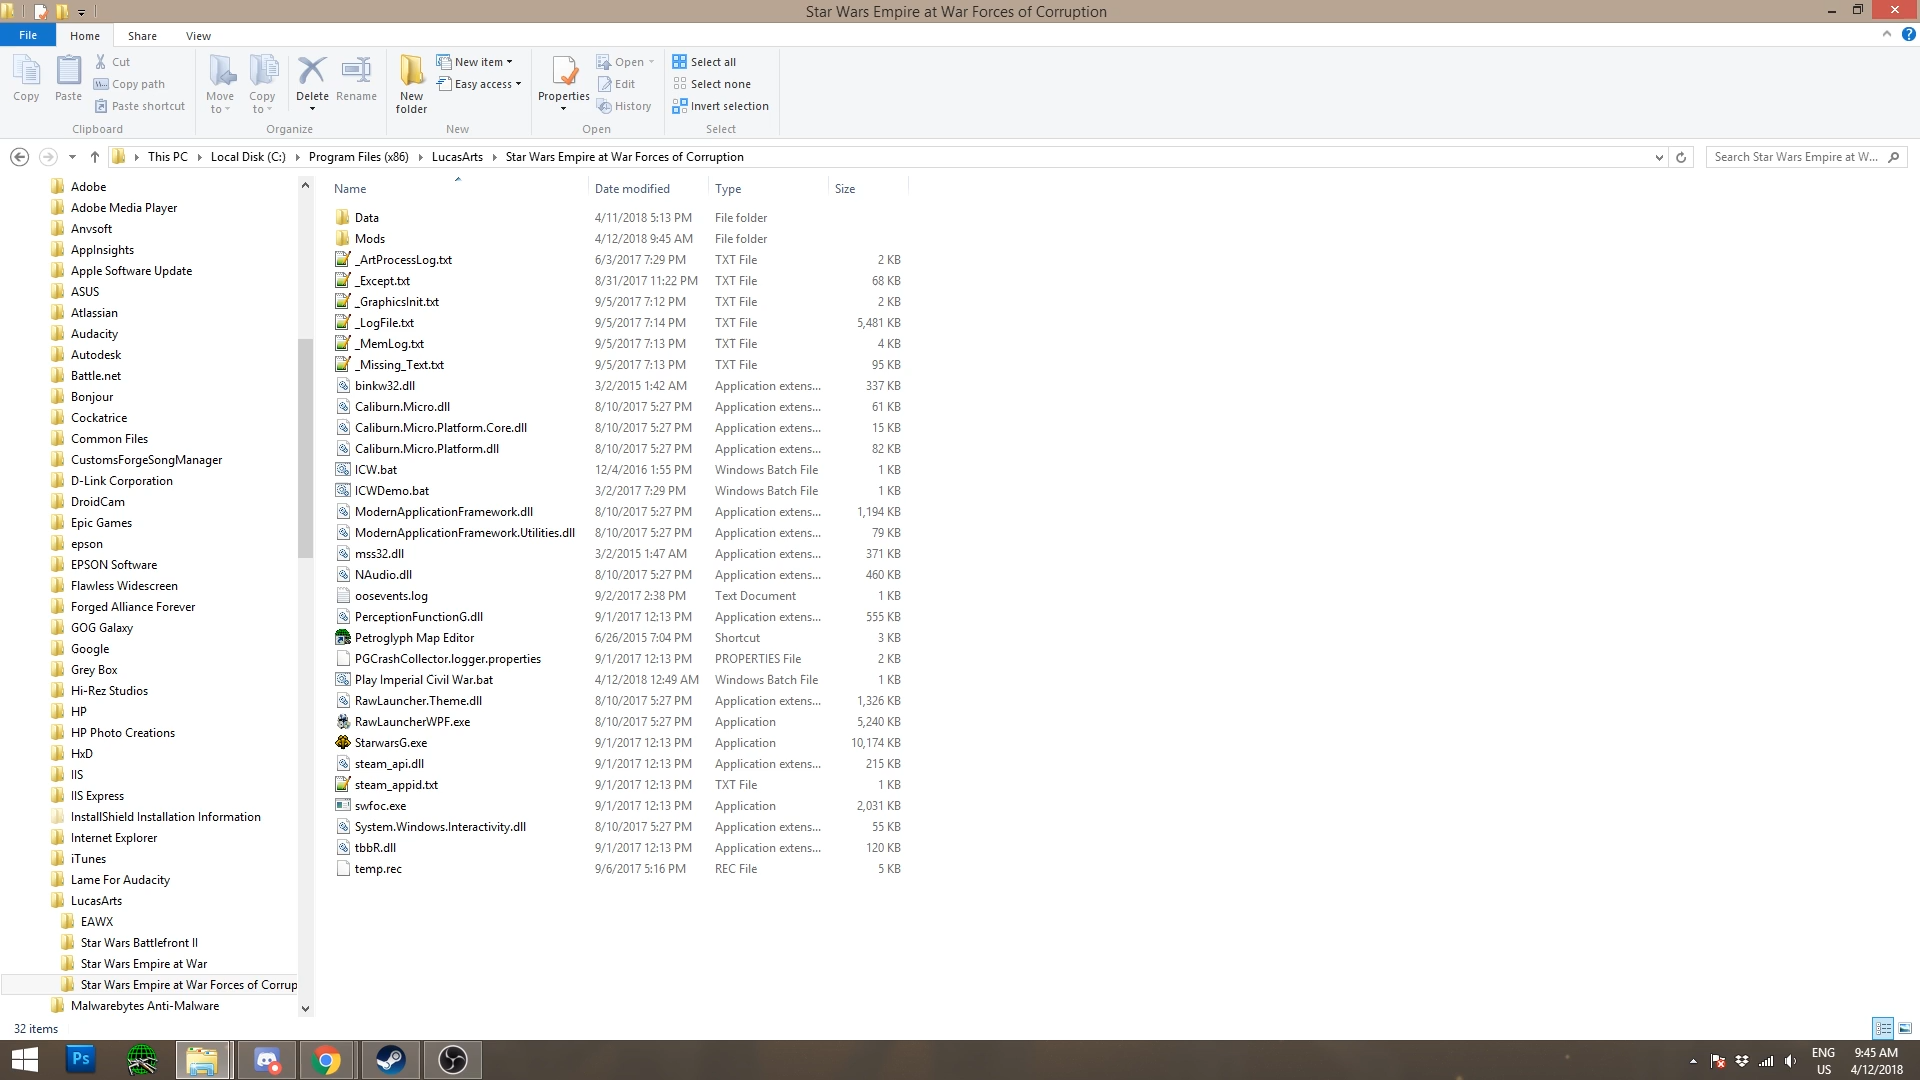 Star Wars Empire at War Forces of Corruption
File Home Share View
Copy
Paste
Cut
Copy path
Paste shortcut
Clipboard
Move to
Copy to
Delete
Rename
Organize
New folder
New item
Easy access
New
Properties
Open
Edit
History
Open
Select all
Select none
Invert selection
Select
This PC Local Disk (C:) Program Files (x86) LucasArts Star Wars Empire at War Forces of Corruption
Search Star Wars Empire at W...
Adobe
Adobe Media Player
Anvsoft
AppInsights
Apple Software Update
ASUS
Atlassian
Audacity
Autodesk
Battle.net
Bonjour
Cockatrice
Common Files
CustomsForgeSongManager
D-Link Corporation
DroidCam
Epic Games
epson
EPSON Software
Flawless Widescreen
Forged Alliance Forever
GOG Galaxy
Google
Grey Box
Hi-Rez Studios
HP
HP Photo Creations
HxD
IIS
IIS Express
InstallShield Installation Information
Internet Explorer
iTunes
Lame For Audacity
LucasArts
EAWX
Star Wars Battlefront II
Star Wars Empire at War
Star Wars Empire at War Forces of Corrup
Malwarebytes Anti-Malware
Name Date modified Type Size
Data 4/11/2018 5:13 PM File folder
Mods 4/12/2018 9:45 AM File folder
_ArtProcessLog.txt 6/3/2017 7:29 PM TXT File 2 KB
_Except.txt 8/31/2017 11:22 PM TXT File 68 KB
_GraphicsInit.txt 9/5/2017 7:12 PM TXT File 2 KB
_LogFile.txt 9/5/2017 7:14 PM TXT File 5,481 KB
_MemLog.txt 9/5/2017 7:13 PM TXT File 4 KB
_Missing_Text.txt 9/5/2017 7:13 PM TXT File 95 KB
binkw32.dll 3/2/2015 1:42 AM Application extens... 337 KB
Caliburn.Micro.dll 8/10/2017 5:27 PM Application extens... 61 KB
Caliburn.Micro.Platform.Core.dll 8/10/2017 5:27 PM Application extens... 15 KB
Caliburn.Micro.Platform.dll 8/10/2017 5:27 PM Application extens... 82 KB
ICW.bat 12/4/2016 1:55 PM Windows Batch File 1 KB
ICWDemo.bat 3/2/2017 7:29 PM Windows Batch File 1 KB
ModernApplicationFramework.dll 8/10/2017 5:27 PM Application extens... 1,194 KB
ModernApplicationFramework.Utilities.dll 8/10/2017 5:27 PM Application extens... 79 KB
mss32.dll 3/2/2015 1:47 AM Application extens... 371 KB
NAudio.dll 8/10/2017 5:27 PM Application extens... 460 KB
oosevents.log 9/2/2017 2:38 PM Text Document 1 KB
PerceptionFunctionG.dll 9/1/2017 12:13 PM Application extens... 555 KB
Petroglyph Map Editor 6/26/2015 7:04 PM Shortcut 3 KB
PGCrashCollector.logger.properties 9/1/2017 12:13 PM PROPERTIES File 2 KB
Play Imperial Civil War.bat 4/12/2018 12:49 AM Windows Batch File 1 KB
RawLauncher.Theme.dll 8/10/2017 5:27 PM Application extens... 1,326 KB
RawLauncherWPF.exe 8/10/2017 5:27 PM Application 5,240 KB
StarwarsG.exe 9/1/2017 12:13 PM Application 10,174 KB
steam_api.dll 9/1/2017 12:13 PM Application extens... 215 KB
steam_appid.txt 9/1/2017 12:13 PM TXT File 1 KB
swfoc.exe 9/1/2017 12:13 PM Application 2,031 KB
System.Windows.Interactivity.dll 8/10/2017 5:27 PM Application extens... 55 KB
tbbR.dll 9/1/2017 12:13 PM Application extens... 120 KB
temp.rec 9/6/2017 5:16 PM REC File 5 KB
32 items
Ps
ENG
US
9:45 AM
4/12/2018